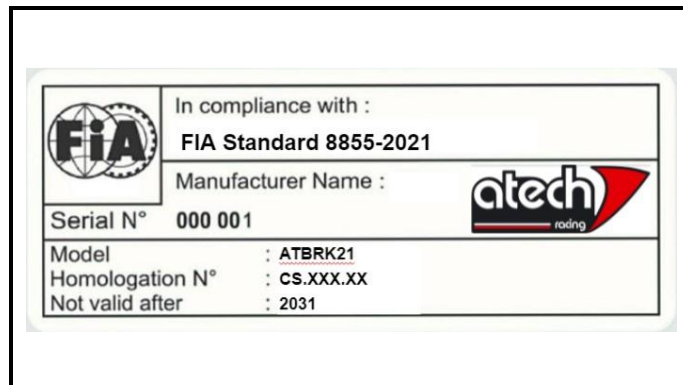 FiA
In compliance with :
FIA Standard 8855-2021
Manufacturer Name :
atech
racing
Serial N° 000 001
Model : ATBRK21
Homologation N° : CS.XXX.XX
Not valid after : 2031